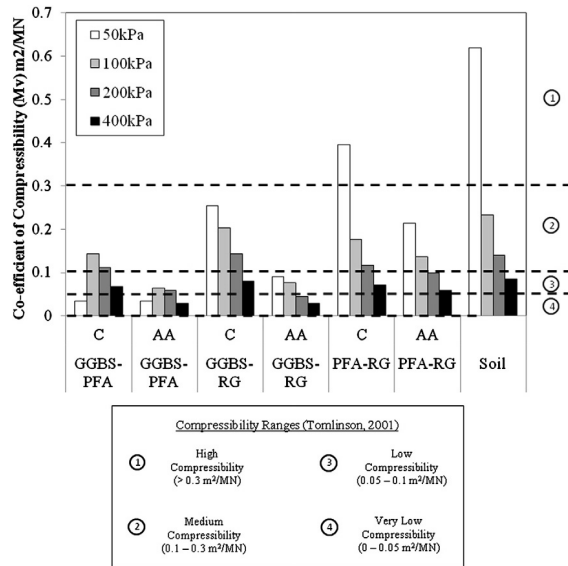 Co-efficient of Compressibility (Mv) m2/MN
0.7
0.6
0.5
0.4
0.3
0.2
0.1
0
50kPa
100kPa
200kPa
400kPa
1
2
3
4
C AA C AA C AA
GGBS-PFA GGBS-PFA GGBS-RG GGBS-RG PFA-RG PFA-RG Soil
Compressibility Ranges (Tomlinson, 2001)
1 High
Compressibility
(> 0.3 m²/MN)
3 Low
Compressibility
(0.05 – 0.1 m²/MN)
2 Medium
Compressibility
(0.1 – 0.3 m²/MN)
4 Very Low
Compressibility
(0 – 0.05 m²/MN)